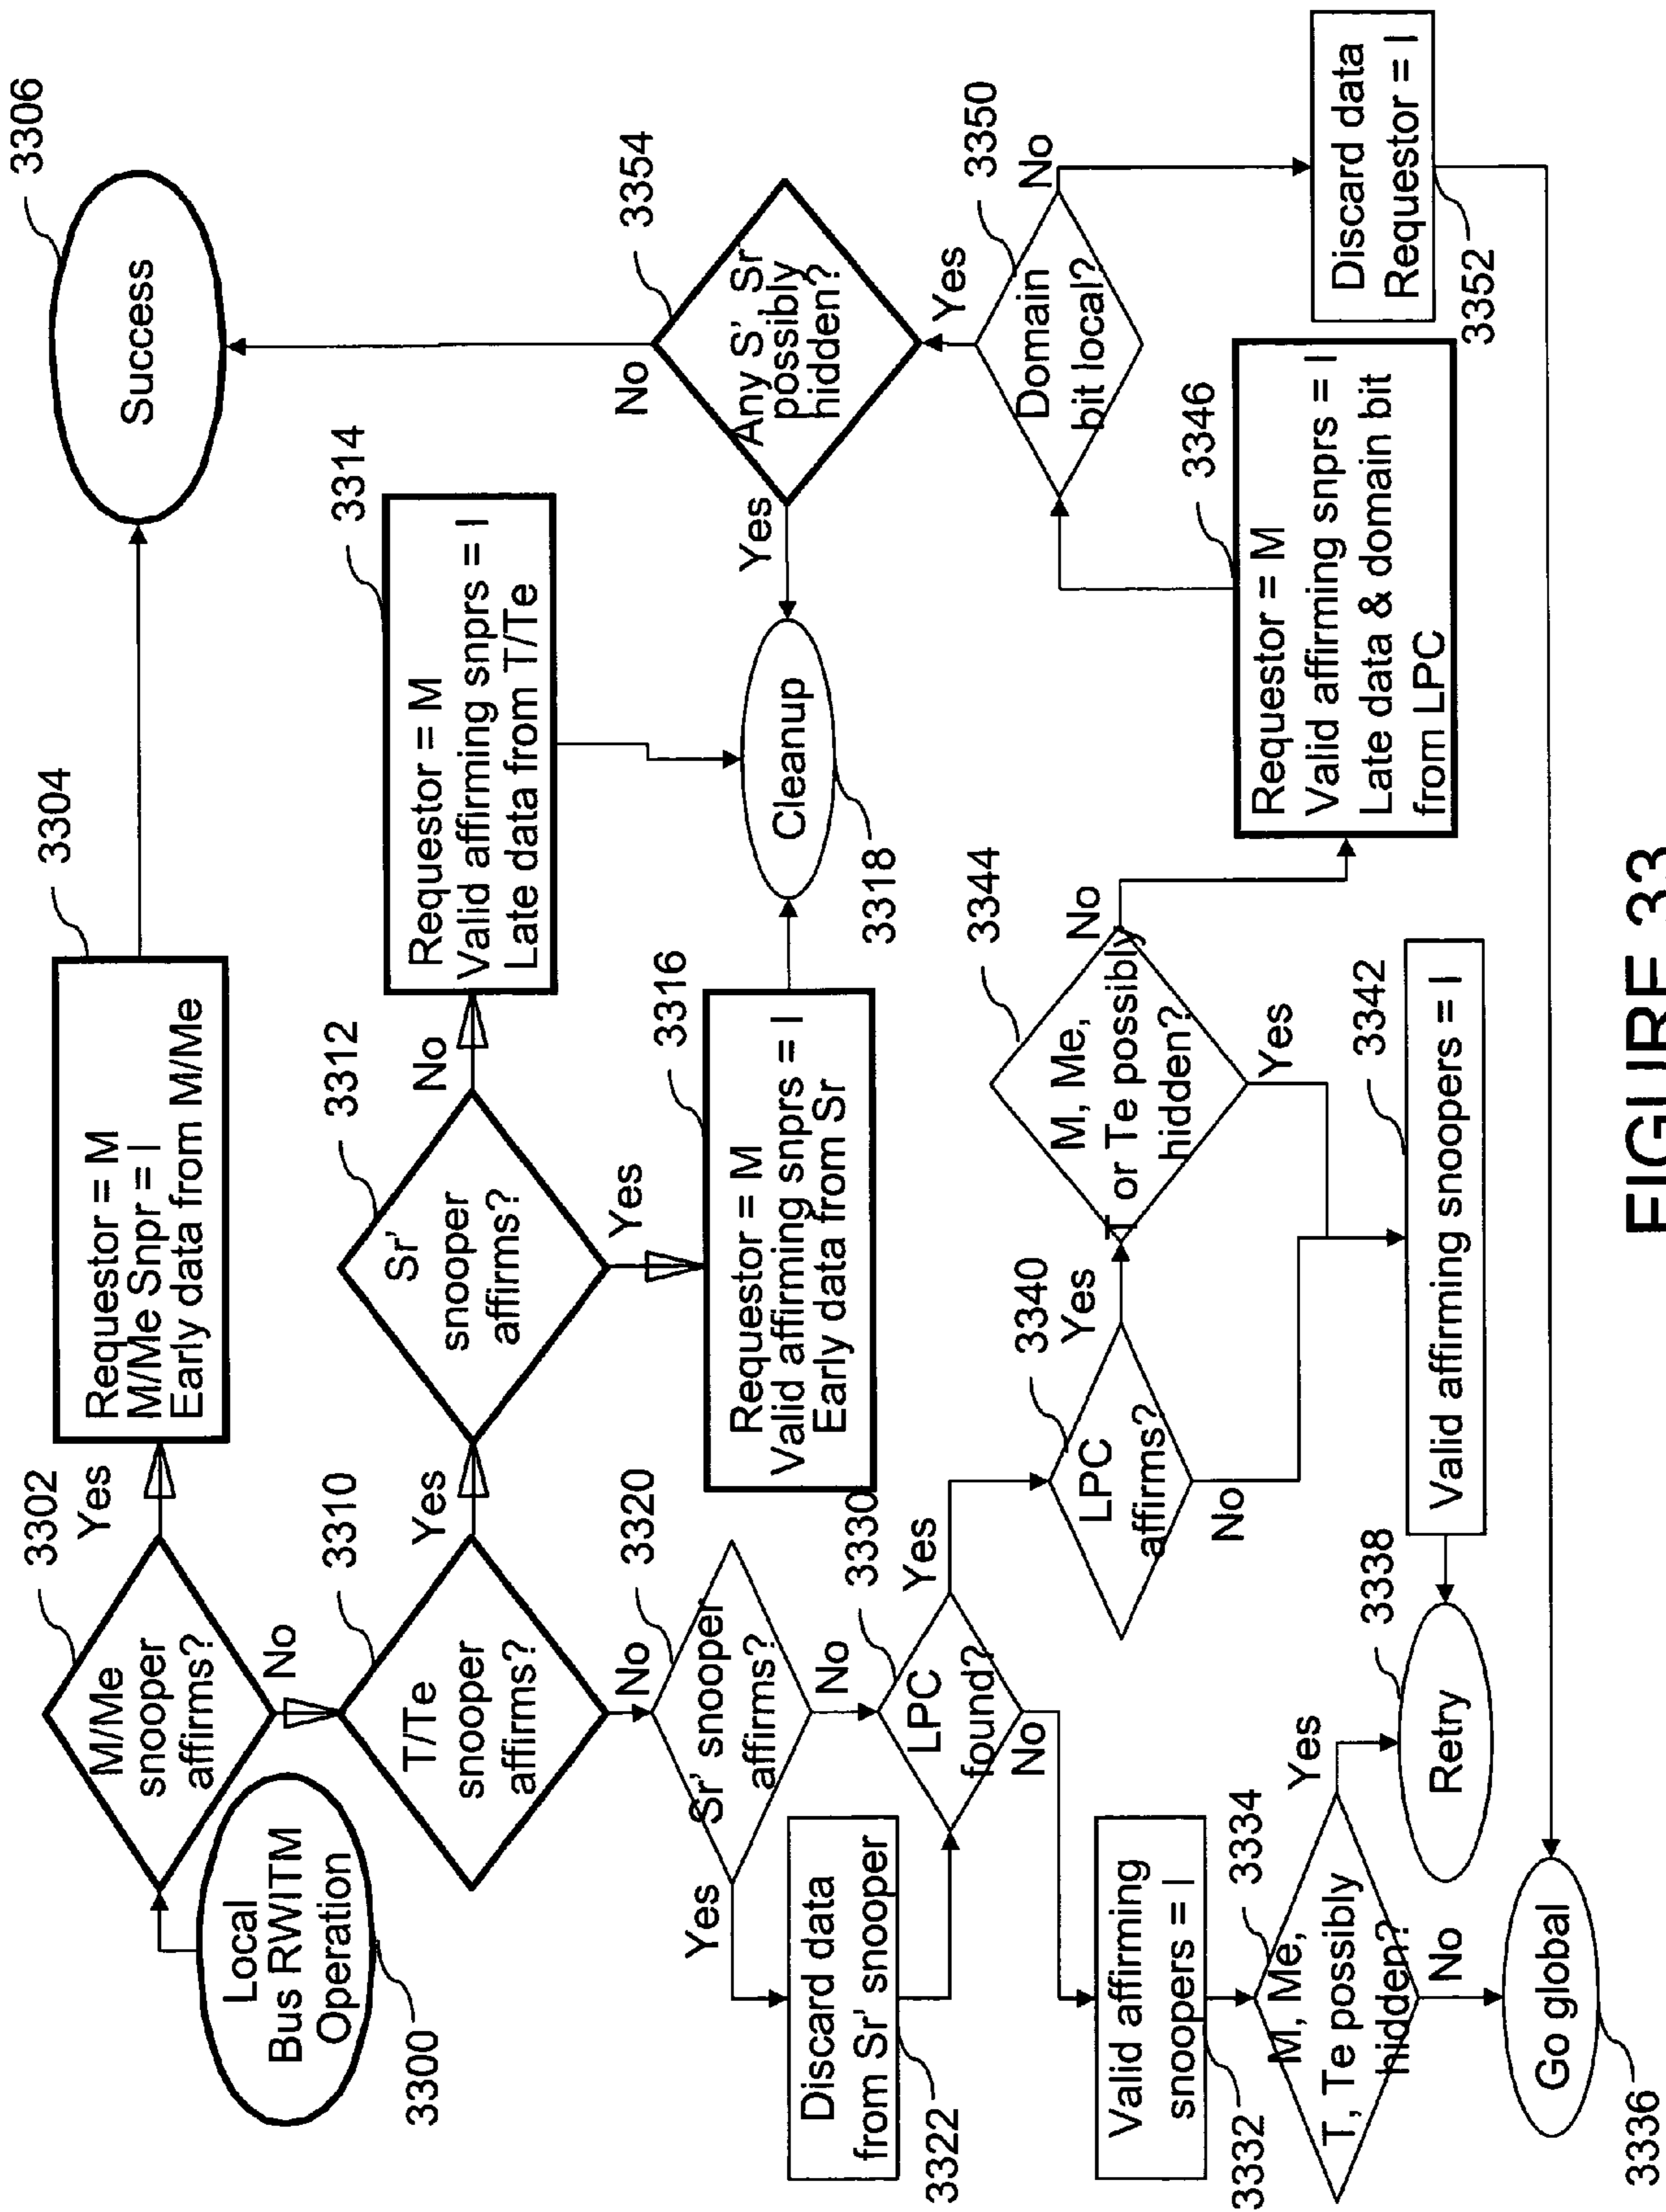 3300
Local
Bus RWITM
Operation
3302
M/Me
snooper
affirms?
Yes
No
3304
Requestor = M
M/Me Snpr = I
Early data from M/Me
3306
Success
3310
T/Te
snooper
affirms?
Yes
No
3312
Sr'
snooper
affirms?
No
Yes
3314
Requestor = M
Valid affirming snprs = I
Late data from T/Te
3316
Requestor = M
Valid affirming snprs = I
Early data from Sr
Cleanup
3318
3320
Sr' snooper
affirms?
Yes
No
Discard data
from Sr' snooper
3322
3330
LPC
found?
Yes
No
Valid affirming
snoopers = I
3332
3334
M, Me,
T, Te possibly
hidden?
Yes
No
Go global
3336
3338
Retry
3340
LPC
affirms?
Yes
No
3342
Valid affirming snoopers = I
3344
M, Me,
T or Te possibly
hidden?
No
Yes
3346
Requestor = M
Valid affirming snprs = I
Late data & domain bit
from LPC
3350
Domain
bit local?
Yes
No
Discard data
Requestor = I
3352
3354
Any S' Sr
possibly
hidden?
No
Yes
FIGURE 33